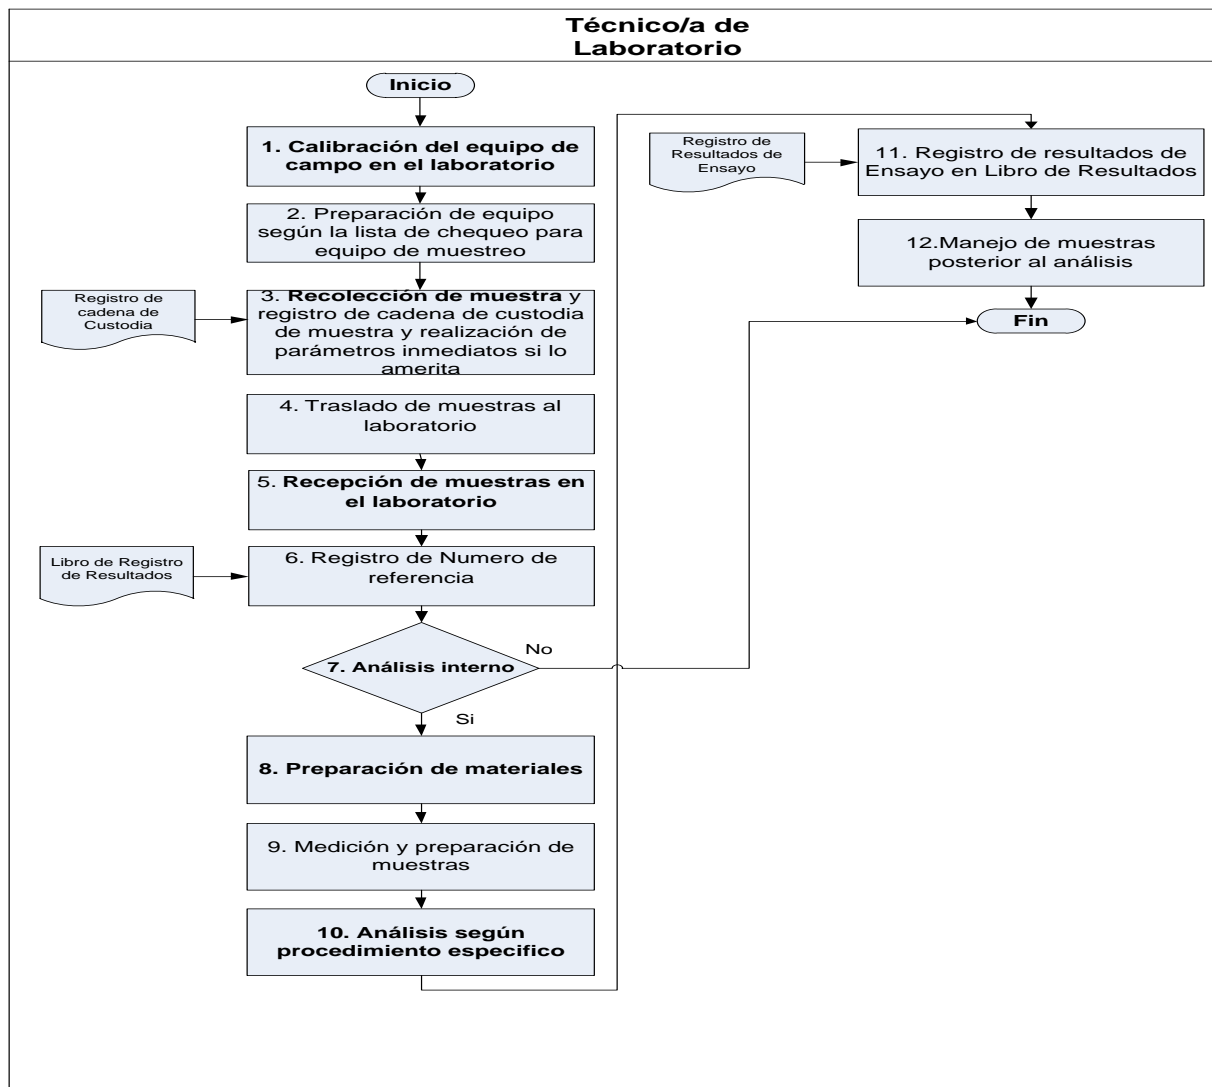 Técnico/a de
Laboratorio
Inicio
1. Calibración del equipo de
campo en el laboratorio
2. Preparación de equipo
según la lista de chequeo para
equipo de muestreo
Registro de
cadena de
Custodia
3. Recolección de muestra y
registro de cadena de custodia
de muestra y realización de
parámetros inmediatos si lo
amerita
4. Traslado de muestras al
laboratorio
5. Recepción de muestras en
el laboratorio
Libro de Registro
de Resultados
6. Registro de Numero de
referencia
7. Análisis interno
No
Si
8. Preparación de materiales
9. Medición y preparación de
muestras
10. Análisis según
procedimiento especifico
Registro de
Resultados de
Ensayo
11. Registro de resultados de
Ensayo en Libro de Resultados
12.Manejo de muestras
posterior al análisis
Fin